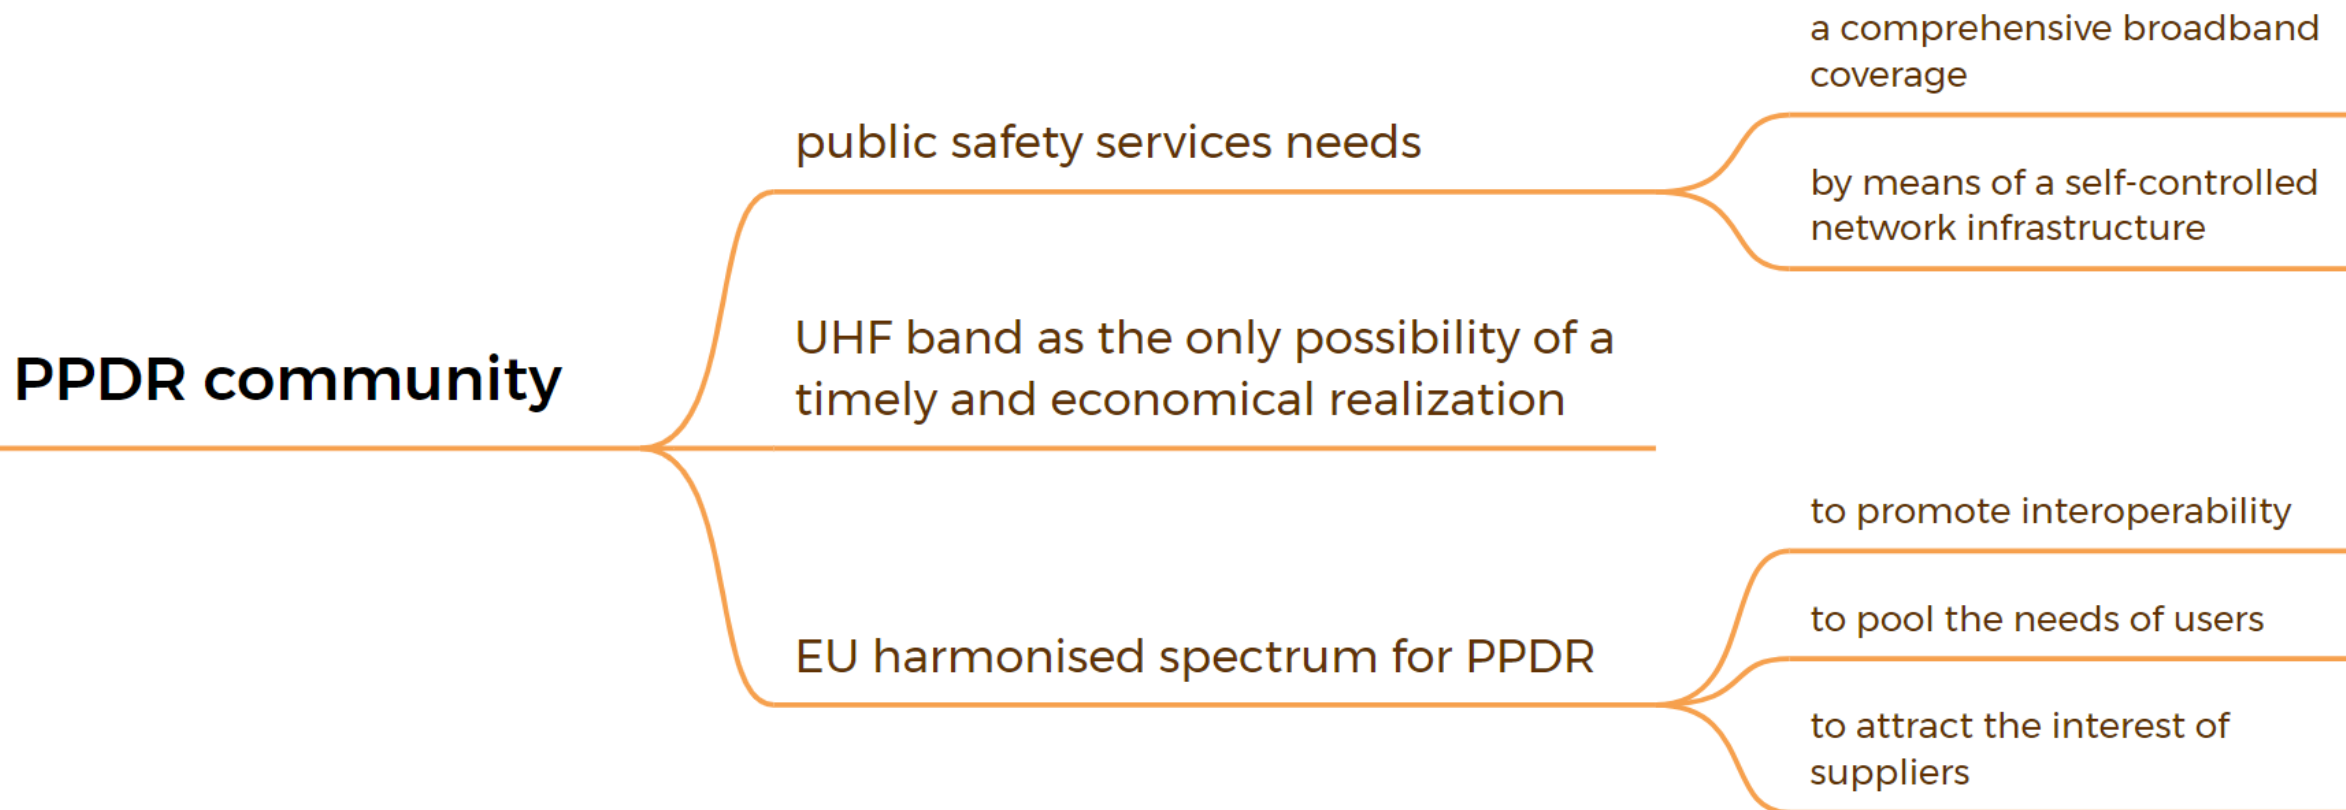 PPDR community
public safety services needs
a comprehensive broadband
coverage
by means of a self-controlled
network infrastructure
UHF band as the only possibility of a
timely and economical realization
EU harmonised spectrum for PPDR
to promote interoperability
to pool the needs of users
to attract the interest of
suppliers